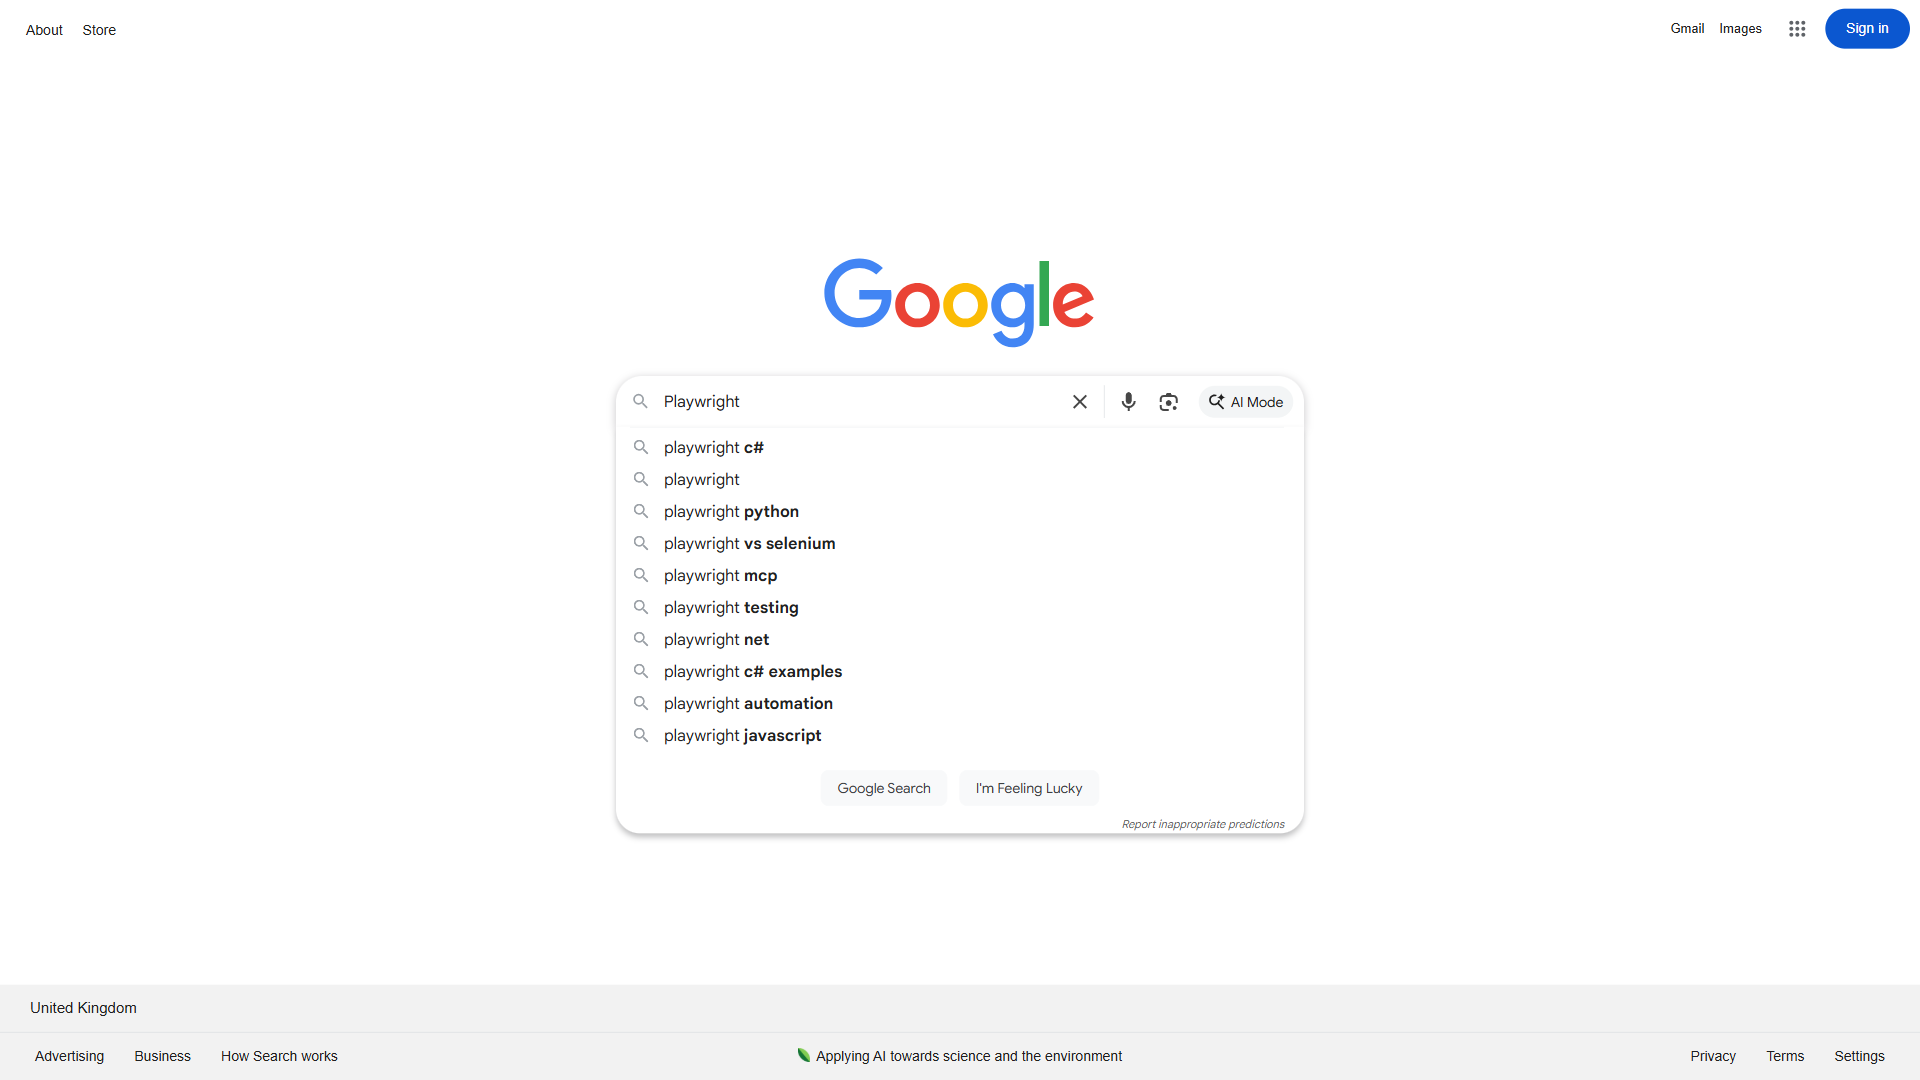 About Store
Gmail Images Sign in
Google
Playwright
AI Mode
playwright c#
playwright
playwright python
playwright vs selenium
playwright mcp
playwright testing
playwright net
playwright c# examples
playwright automation
playwright javascript
Google Search I'm Feeling Lucky
Report inappropriate predictions
United Kingdom
Advertising Business How Search works
Applying AI towards science and the environment
Privacy Terms Settings